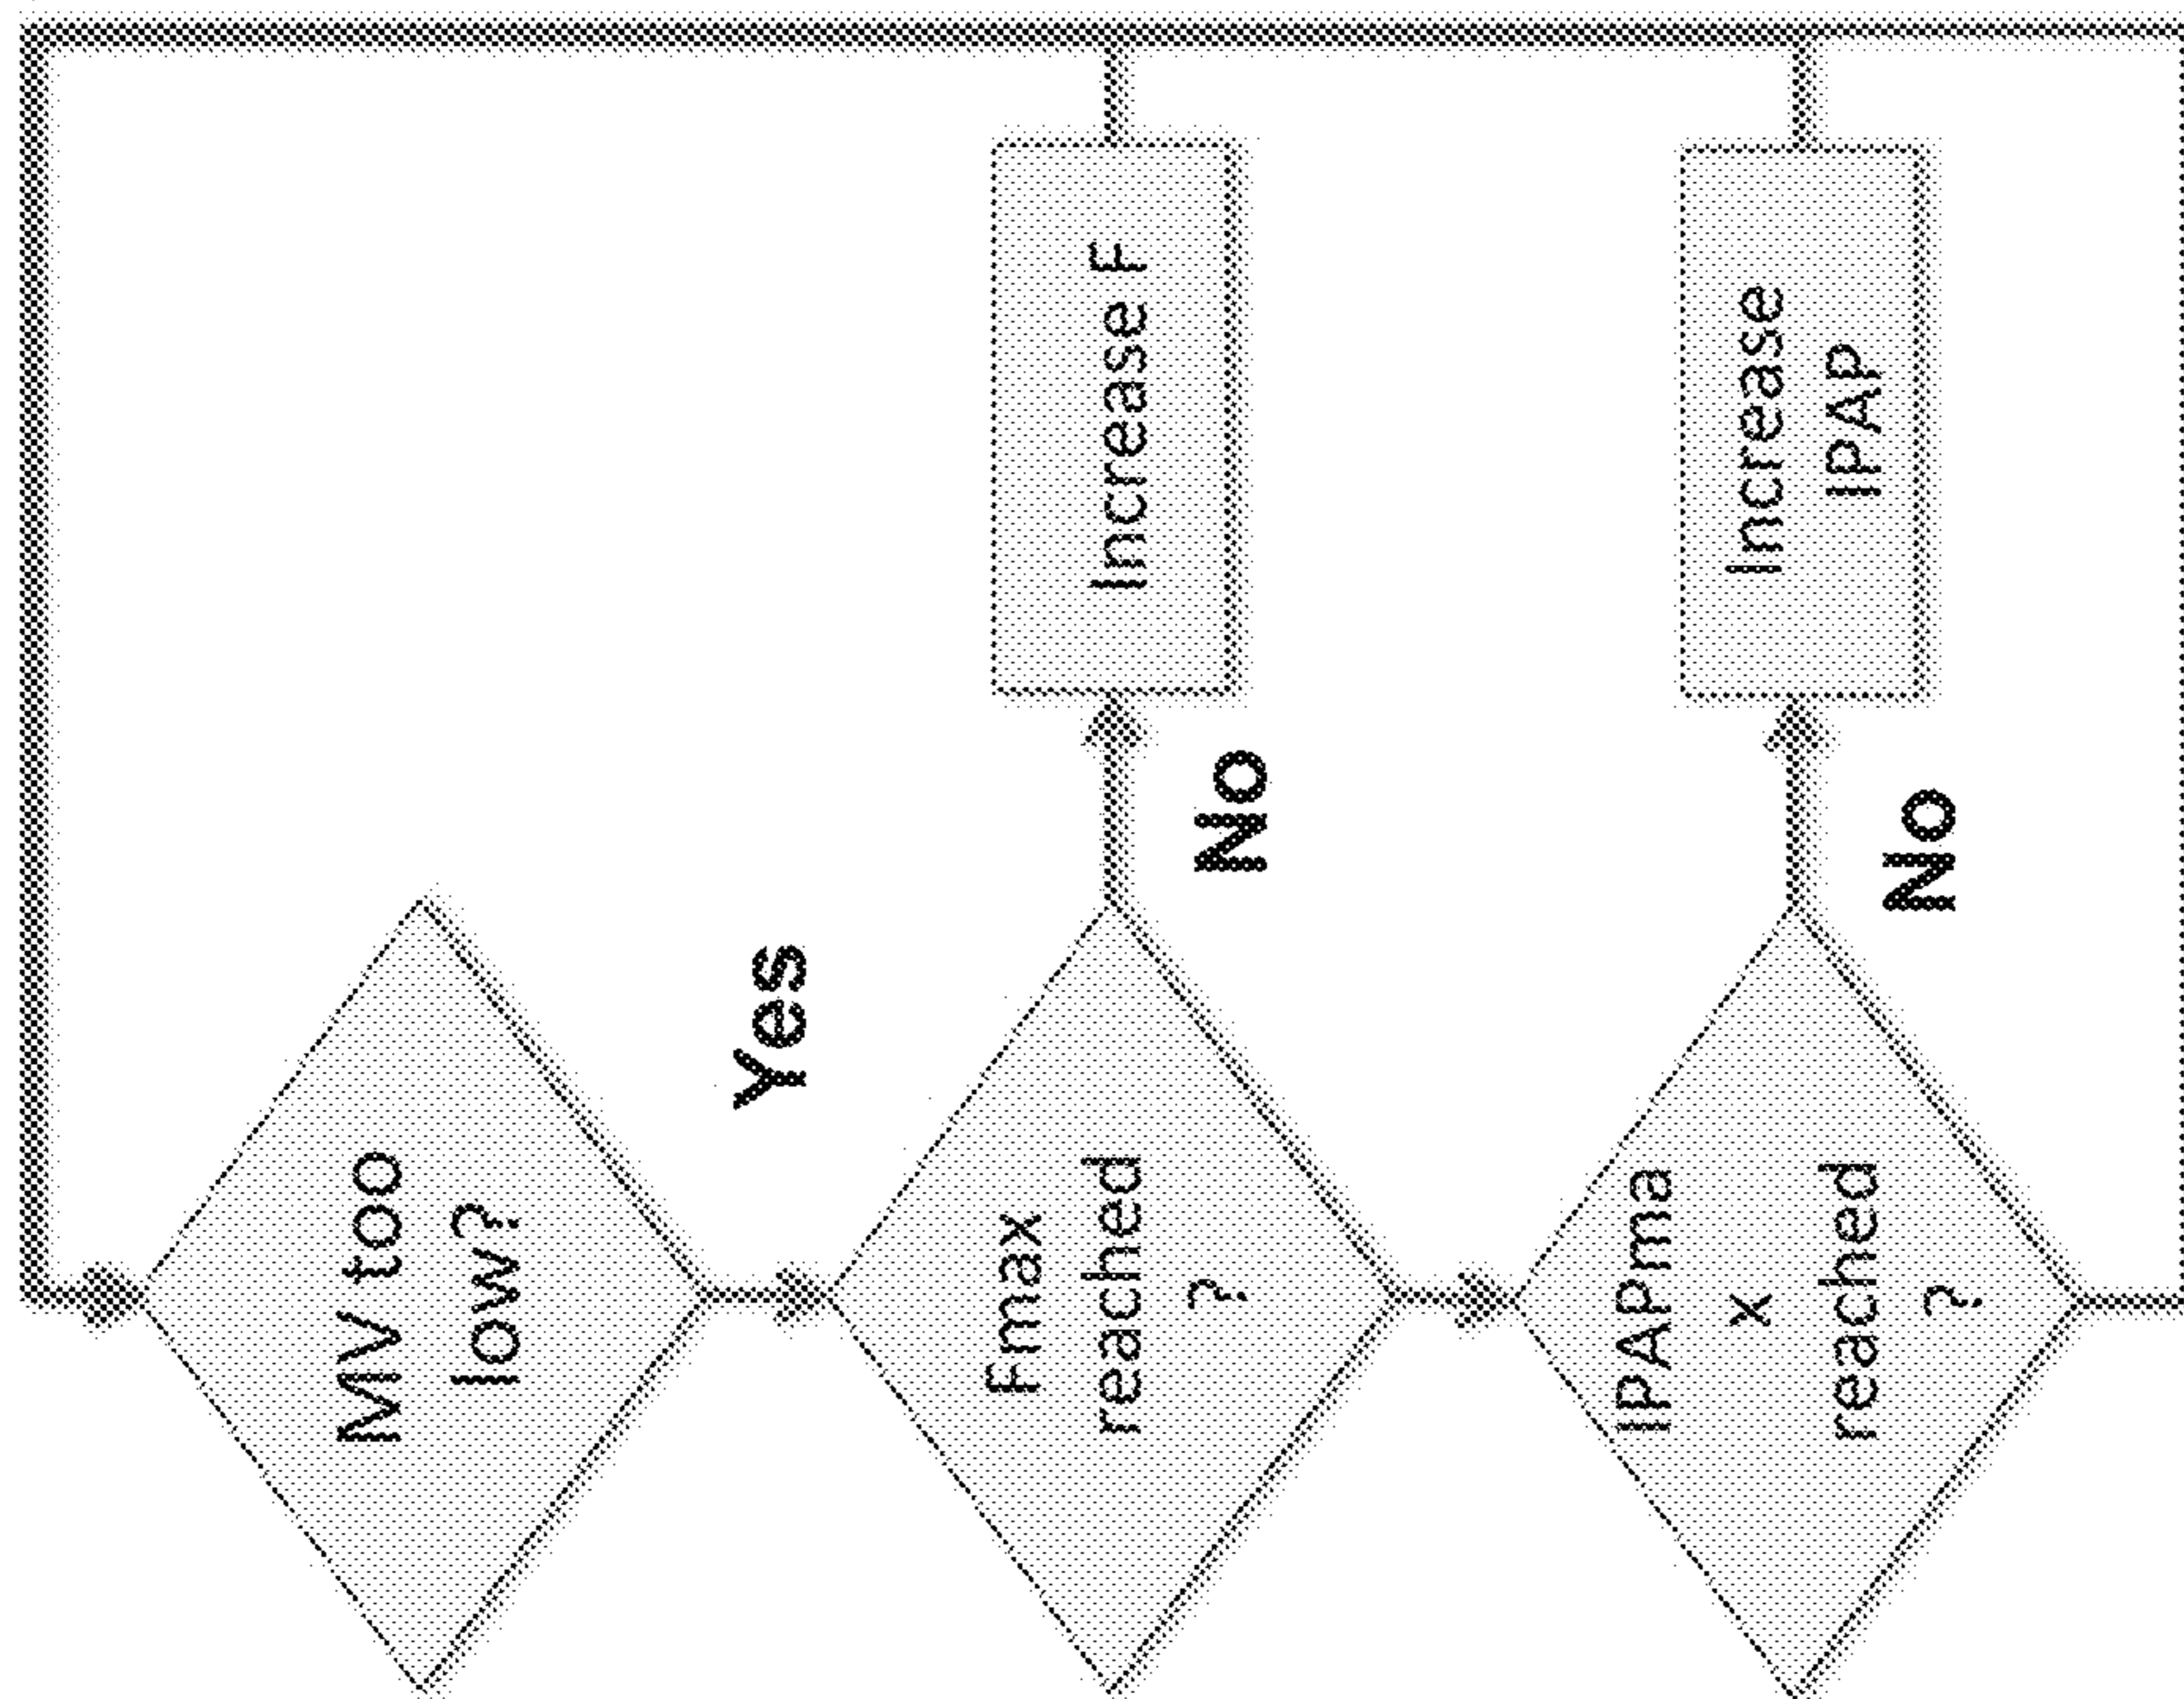 MV too
low?
Yes
Fmax
reached
?
No
Increase F
IPAPma
x
reached
?
No
Increase
IPAP